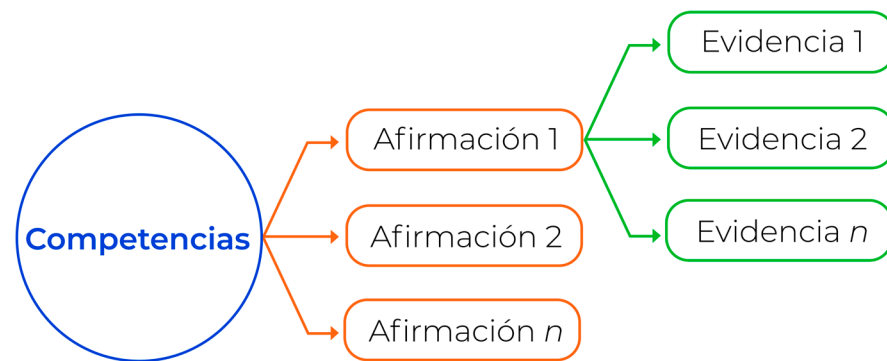 Competencias
Afirmación 1
Afirmación 2
Afirmación n
Evidencia 1
Evidencia 2
Evidencia n